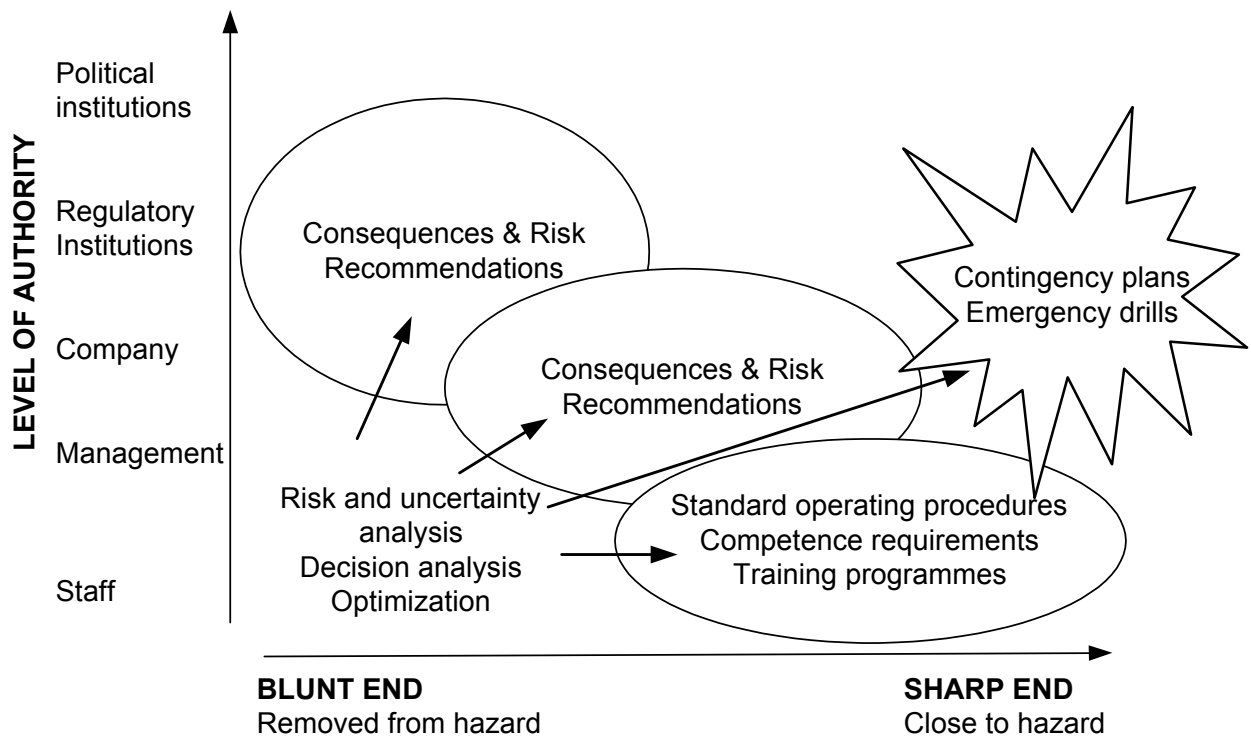 LEVEL OF AUTHORITY
Political
institutions
Regulatory
Institutions
Company
Management
Staff
Consequences & Risk
Recommendations
Consequences & Risk
Recommendations
Contingency plans
Emergency drills
Risk and uncertainty
analysis
Decision analysis
Optimization
Standard operating procedures
Competence requirements
Training programmes
BLUNT END
Removed from hazard
SHARP END
Close to hazard